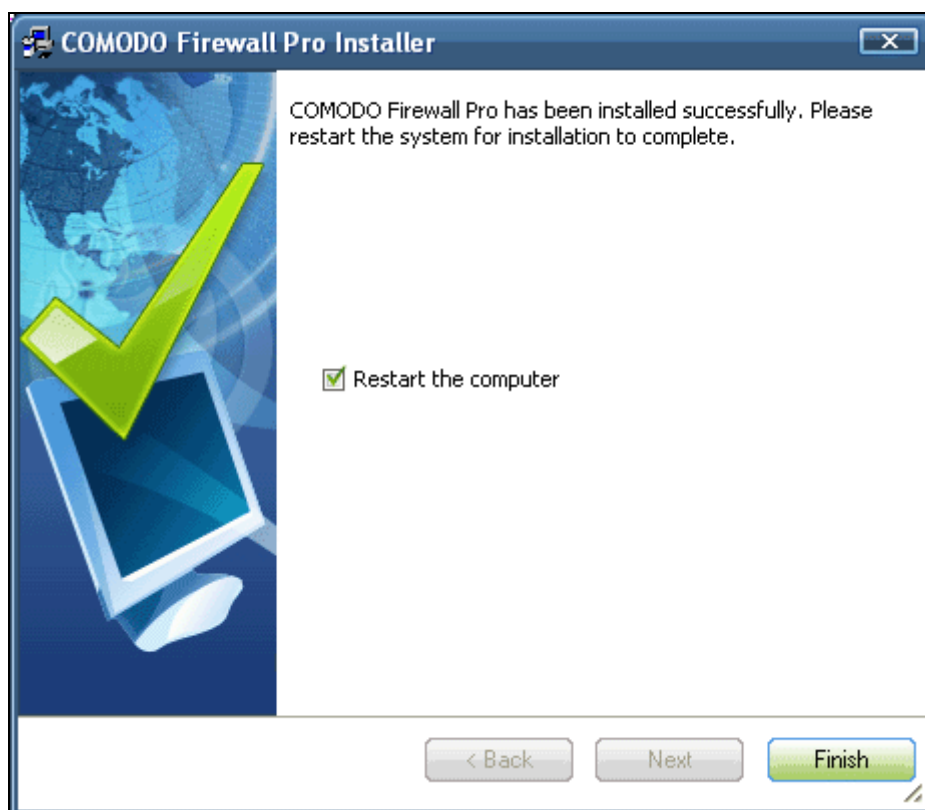 COMODO Firewall Pro Installer
COMODO Firewall Pro has been installed successfully. Please
restart the system for installation to complete.
Restart the computer
< Back
Next
Finish